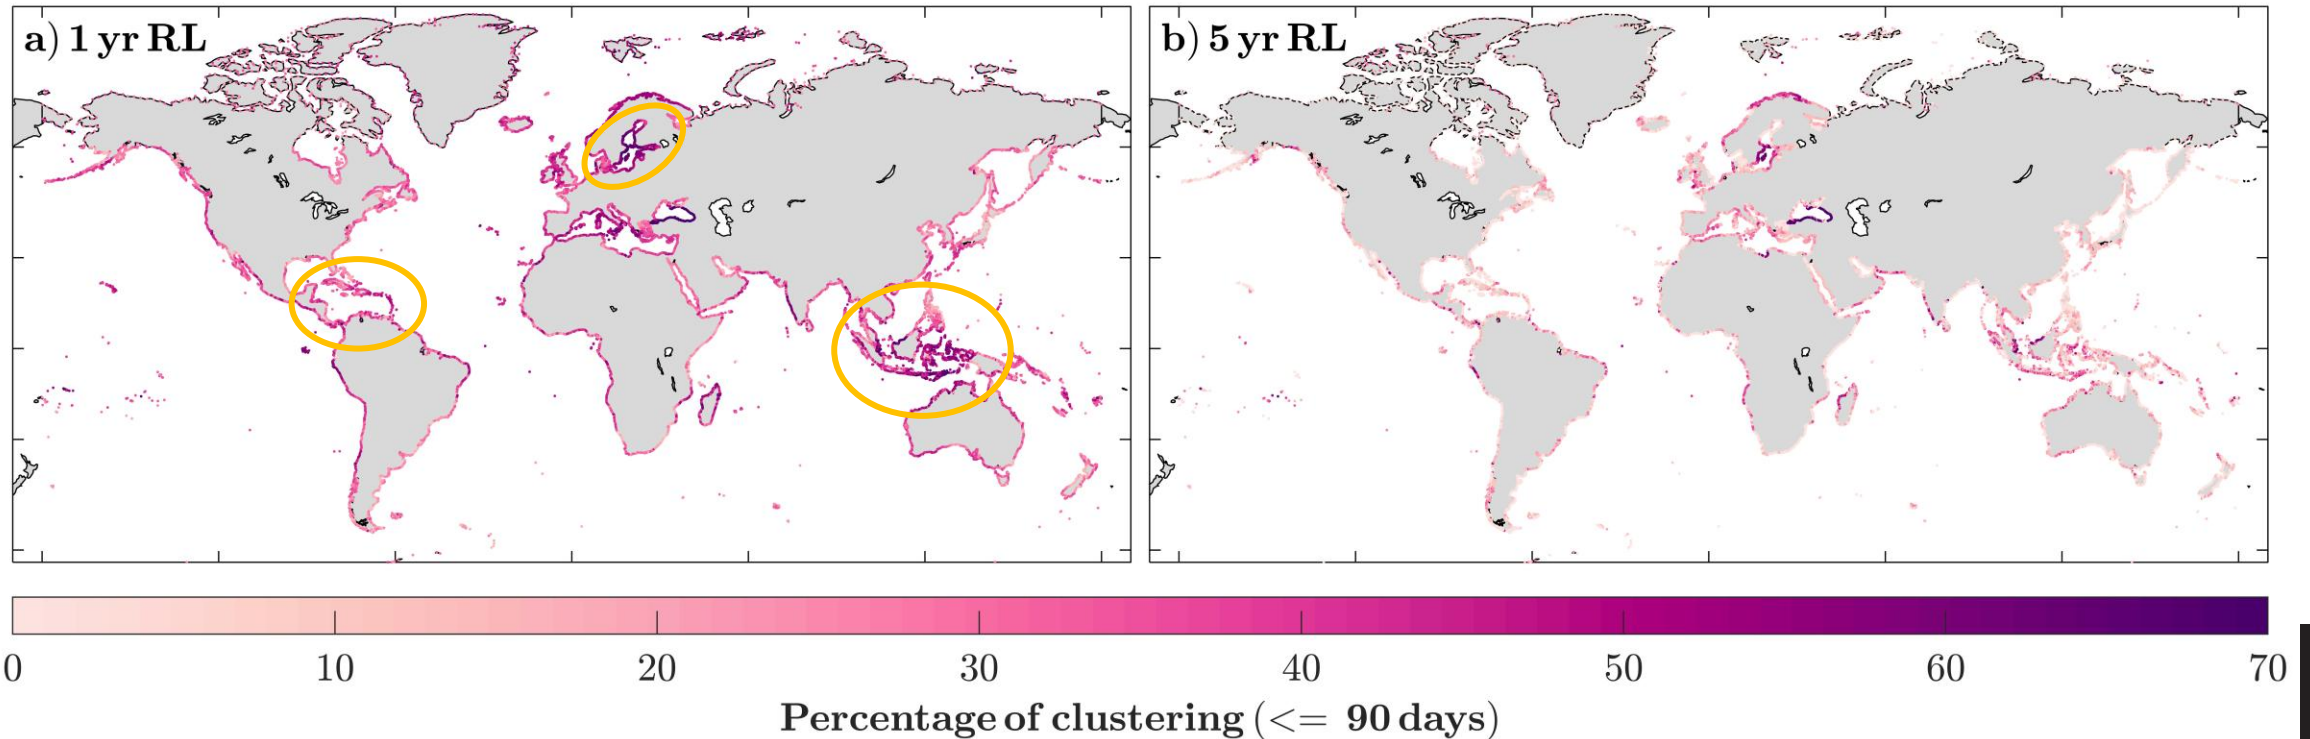 a) 1 yr RL
b) 5 yr RL
0 10 20 30 40 50 60 70
Percentage of clustering (<= 90 days)